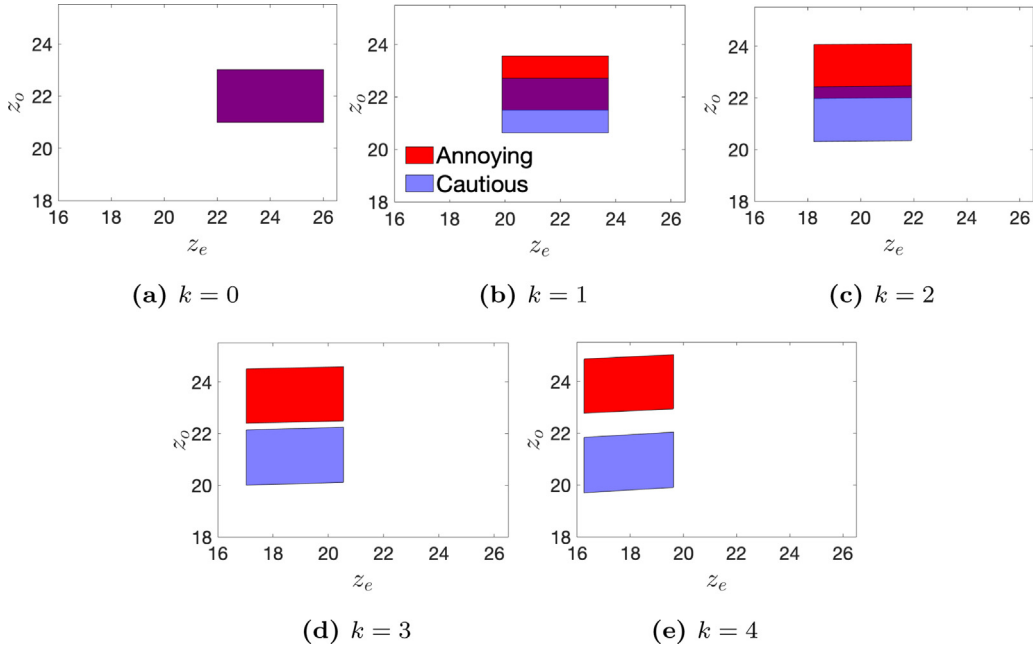 24
22
20
18
z_o
16 18 20 22 24 26
z_e
(a) k = 0
24
22
20
18
z_o
Annoying
Cautious
16 18 20 22 24 26
z_e
(b) k = 1
24
22
20
18
z_o
16 18 20 22 24 26
z_e
(c) k = 2
24
22
20
18
z_o
16 18 20 22 24 26
z_e
(d) k = 3
24
22
20
18
z_o
16 18 20 22 24 26
z_e
(e) k = 4